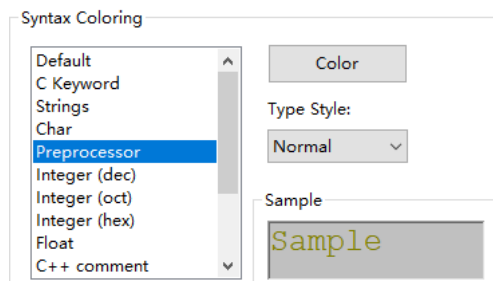 Syntax Coloring
Default
C Keyword
Strings
Char
Preprocessor
Integer (dec)
Integer (oct)
Integer (hex)
Float
C++ comment
Color
Type Style:
Normal
Sample
Sample